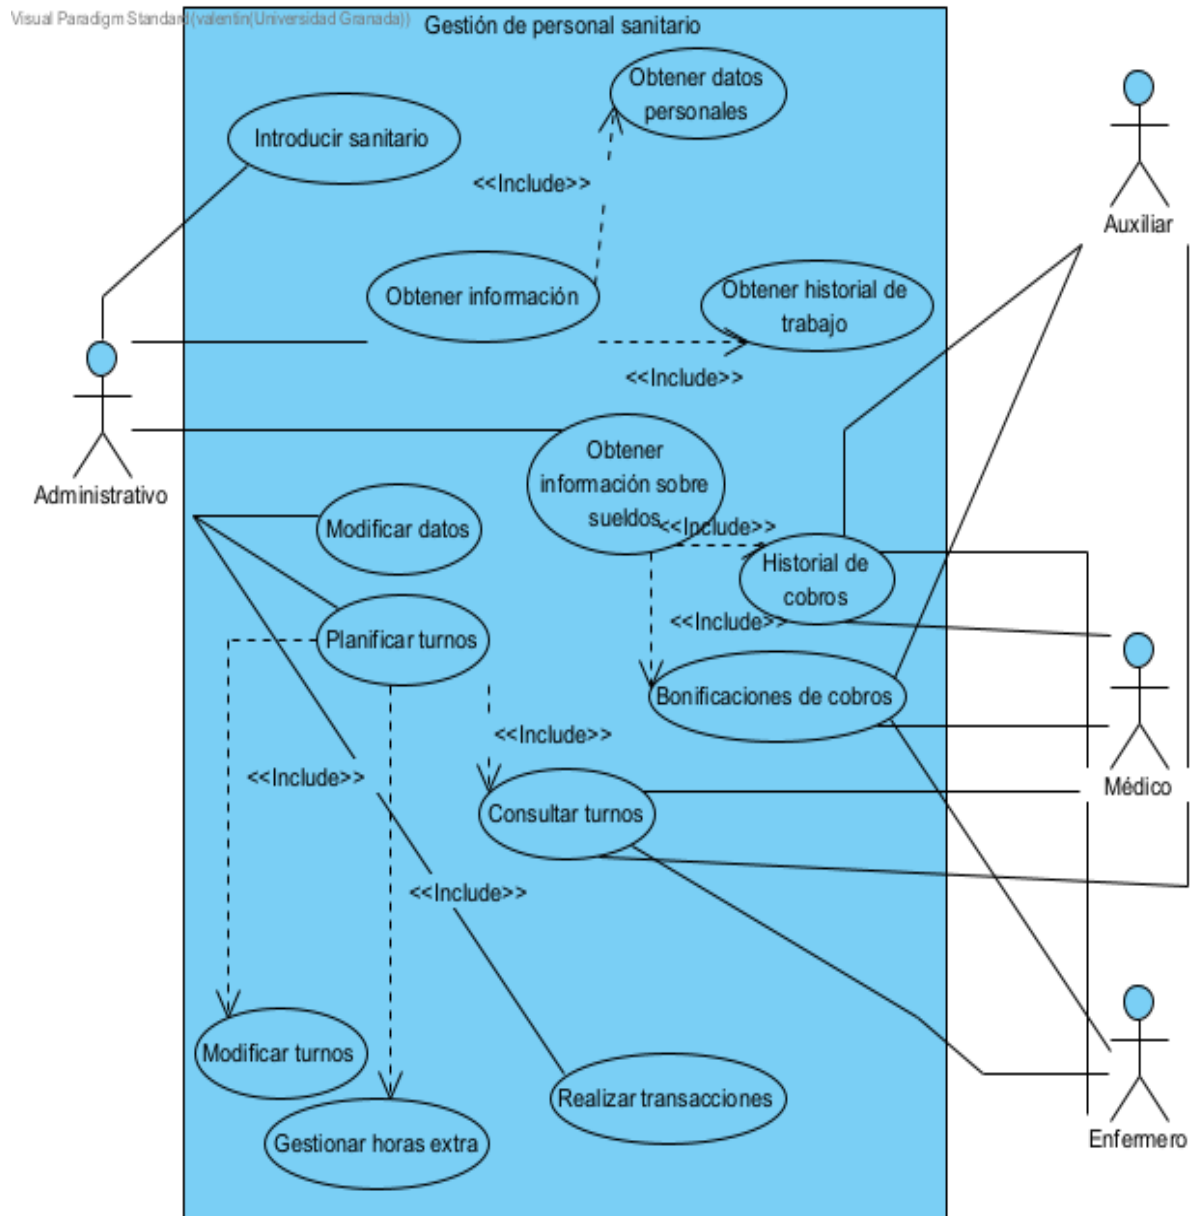 Visual Paradigm Standard(valentin(Universidad Granada))
Gestión de personal sanitario
Obtener datos
personales
Introducir sanitario
<<Include>>
Auxiliar
Obtener información
Obtener historial de
trabajo
<<Include>>
Administrativo
Obtener
información sobre
sueldos
<<Include>>
Modificar datos
Historial de
cobros
<<Include>>
Planificar turnos
Bonificaciones de cobros
<<Include>>
<<Include>>
Médico
Consultar turnos
<<Include>>
Modificar turnos
Realizar transacciones
Gestionar horas extra
Enfermero